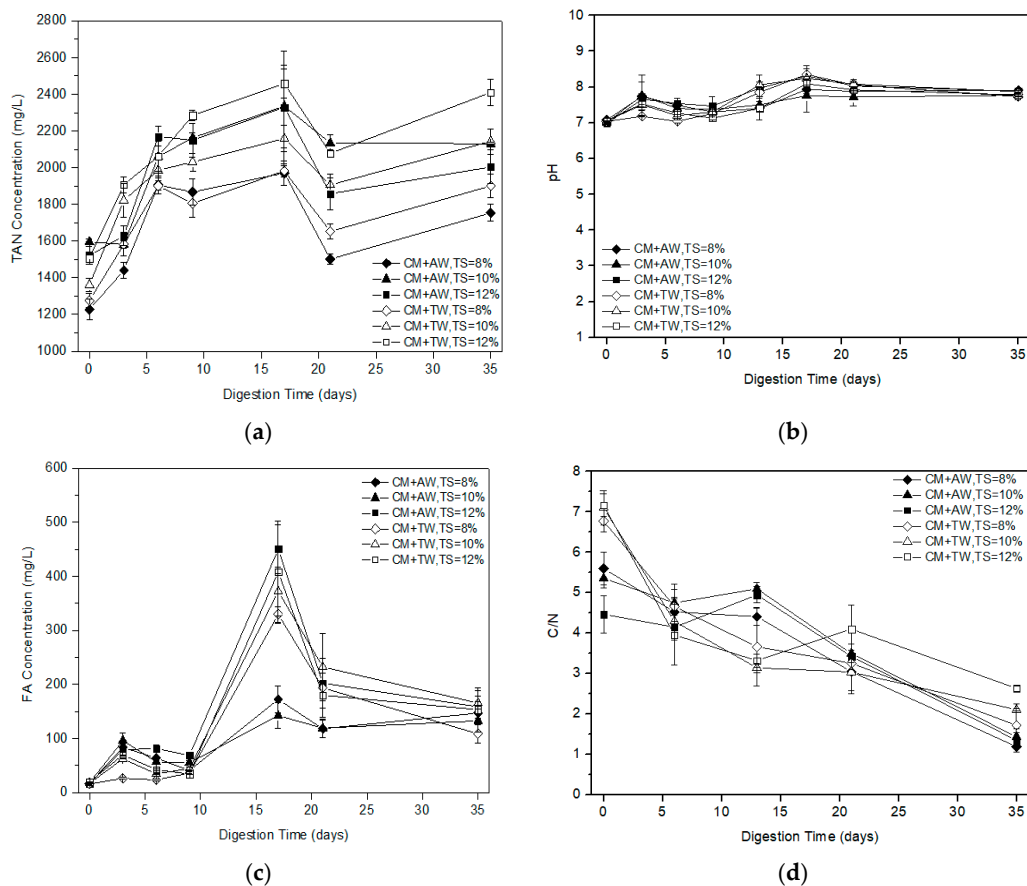 2800
2600
2400
2200
2000
1800
1600
1400
1200
1000
TAN Concentration (mg/L)
CM+AW,TS=8%
CM+AW,TS=10%
CM+AW,TS=12%
CM+TW,TS=8%
CM+TW,TS=10%
CM+TW,TS=12%
0 5 10 15 20 25 30 35
Digestion Time (days)
(a)
10
9
8
7
6
5
4
3
2
1
pH
CM+AW,TS=8%
CM+AW,TS=10%
CM+AW,TS=12%
CM+TW,TS=8%
CM+TW,TS=10%
CM+TW,TS=12%
0 5 10 15 20 25 30 35
Digestion Time (days)
(b)
600
500
400
300
200
100
0
FA Concentration (mg/L)
CM+AW,TS=8%
CM+AW,TS=10%
CM+AW,TS=12%
CM+TW,TS=8%
CM+TW,TS=10%
CM+TW,TS=12%
0 5 10 15 20 25 30 35
Digestion Time (days)
(c)
8
7
6
5
4
3
2
1
0
C/N
CM+AW,TS=8%
CM+AW,TS=10%
CM+AW,TS=12%
CM+TW,TS=8%
CM+TW,TS=10%
CM+TW,TS=12%
0 5 10 15 20 25 30 35
Digestion Time (days)
(d)